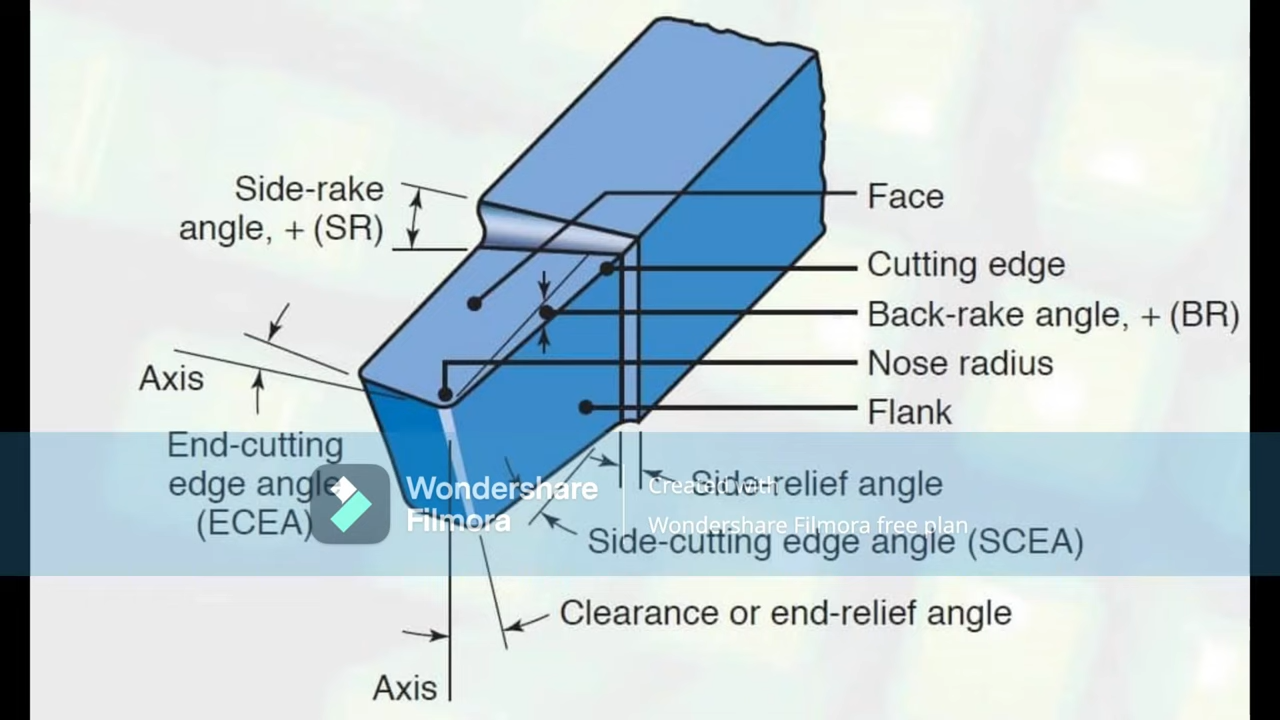 Side-rake
angle, + (SR)
Face
Cutting edge
Back-rake angle, + (BR)
Nose radius
Axis
Flank
End-cutting
edge angle
(ECEA)
Side-relief angle
Wondershare
Filmora
Created with
Wondershare Filmora free plan
Side-cutting edge angle (SCEA)
Clearance or end-relief angle
Axis